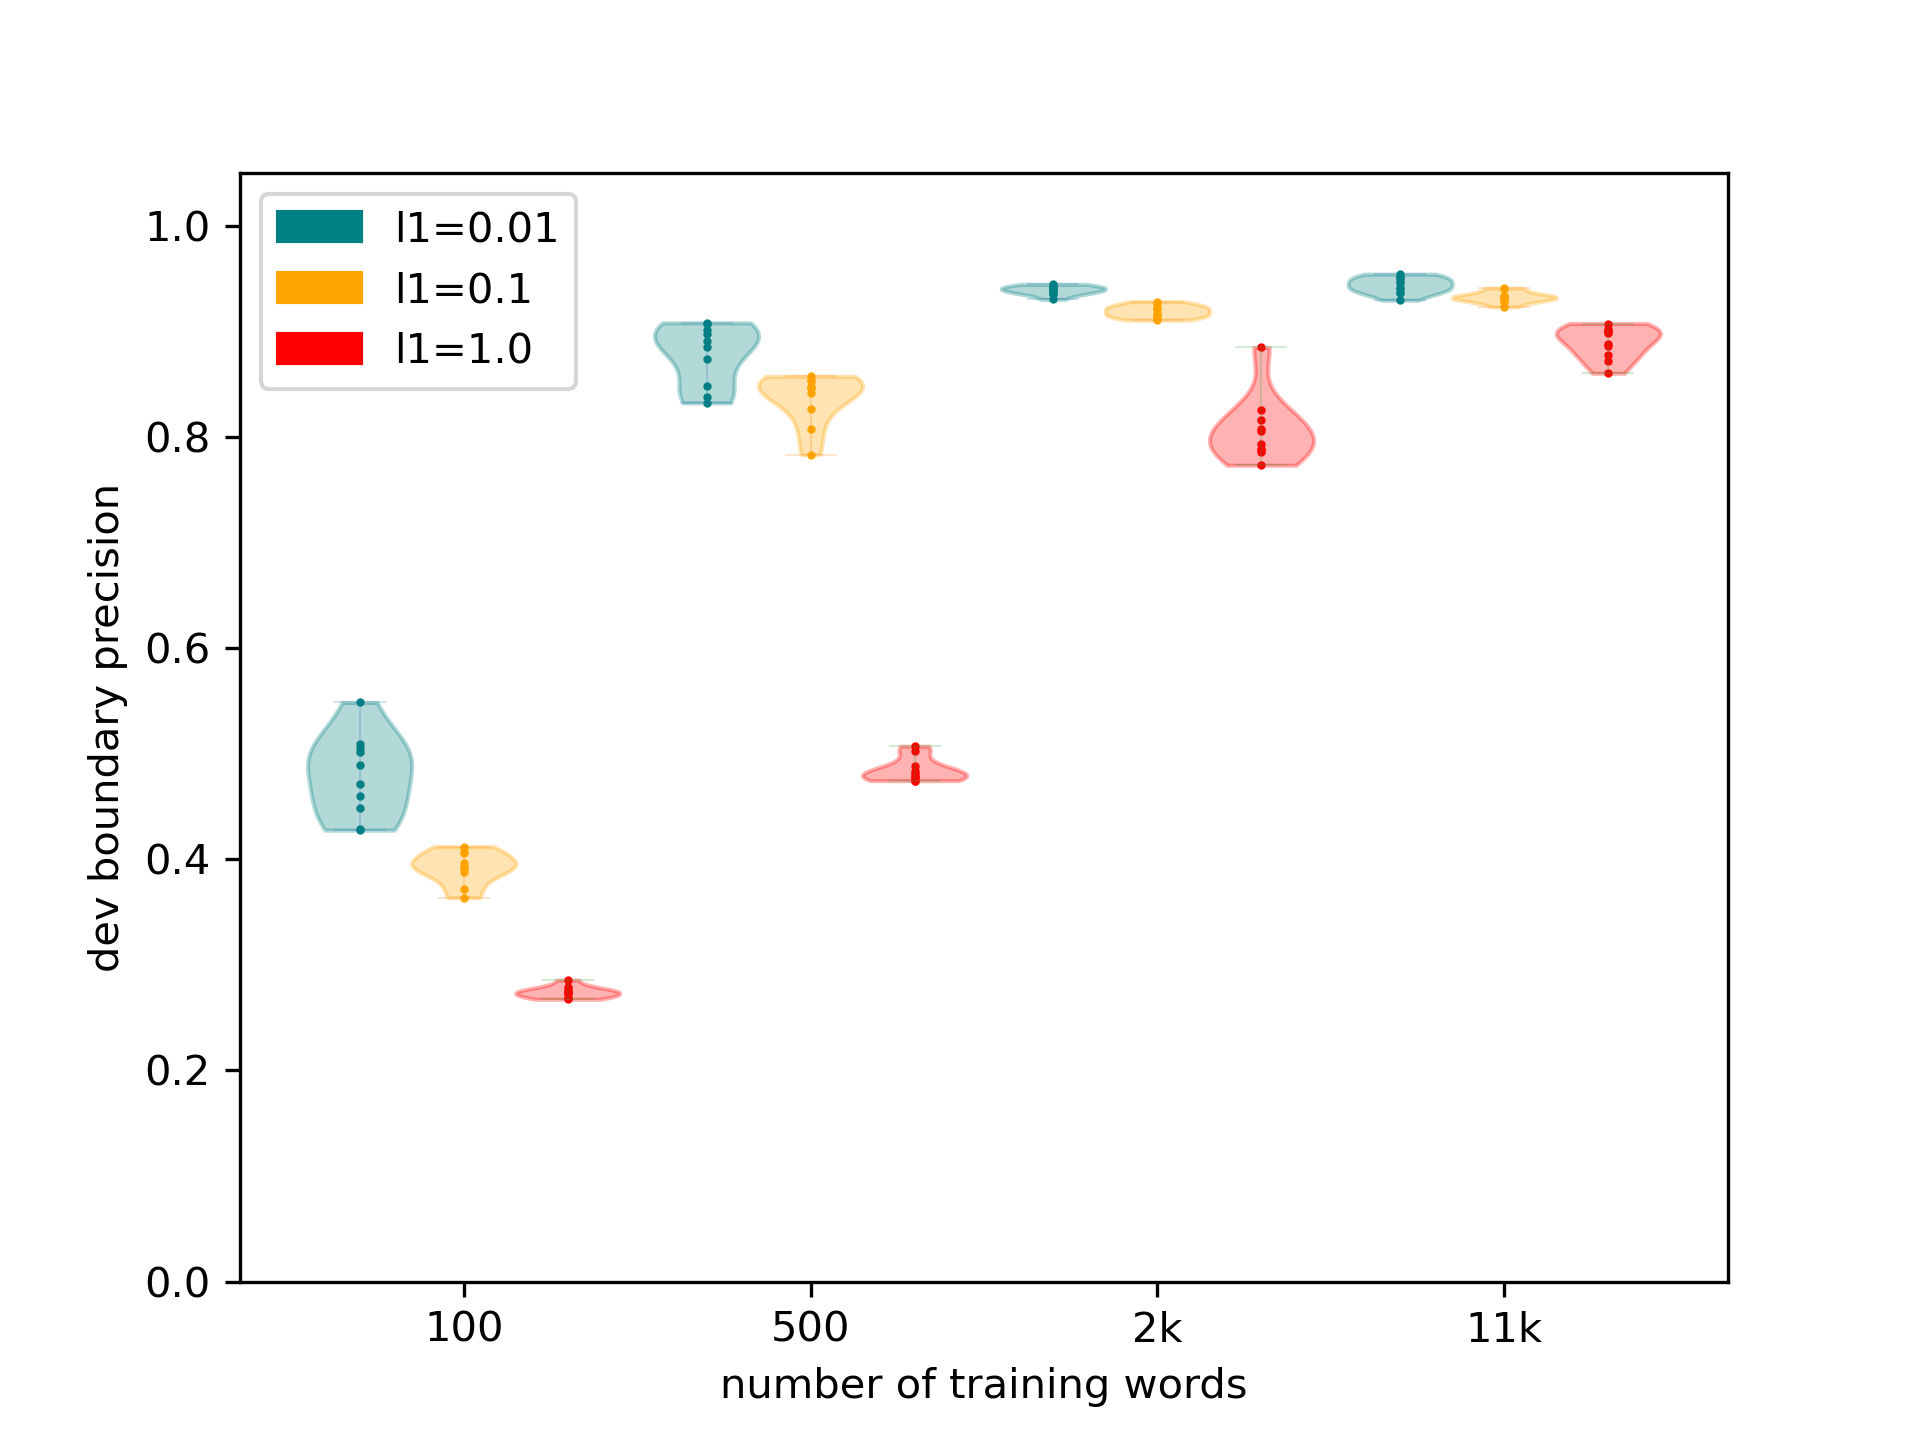 l1=0.01
l1=0.1
l1=1.0
1.0
0.8
0.6
0.4
0.2
0.0
dev boundary precision
100 500 2k 11k
number of training words